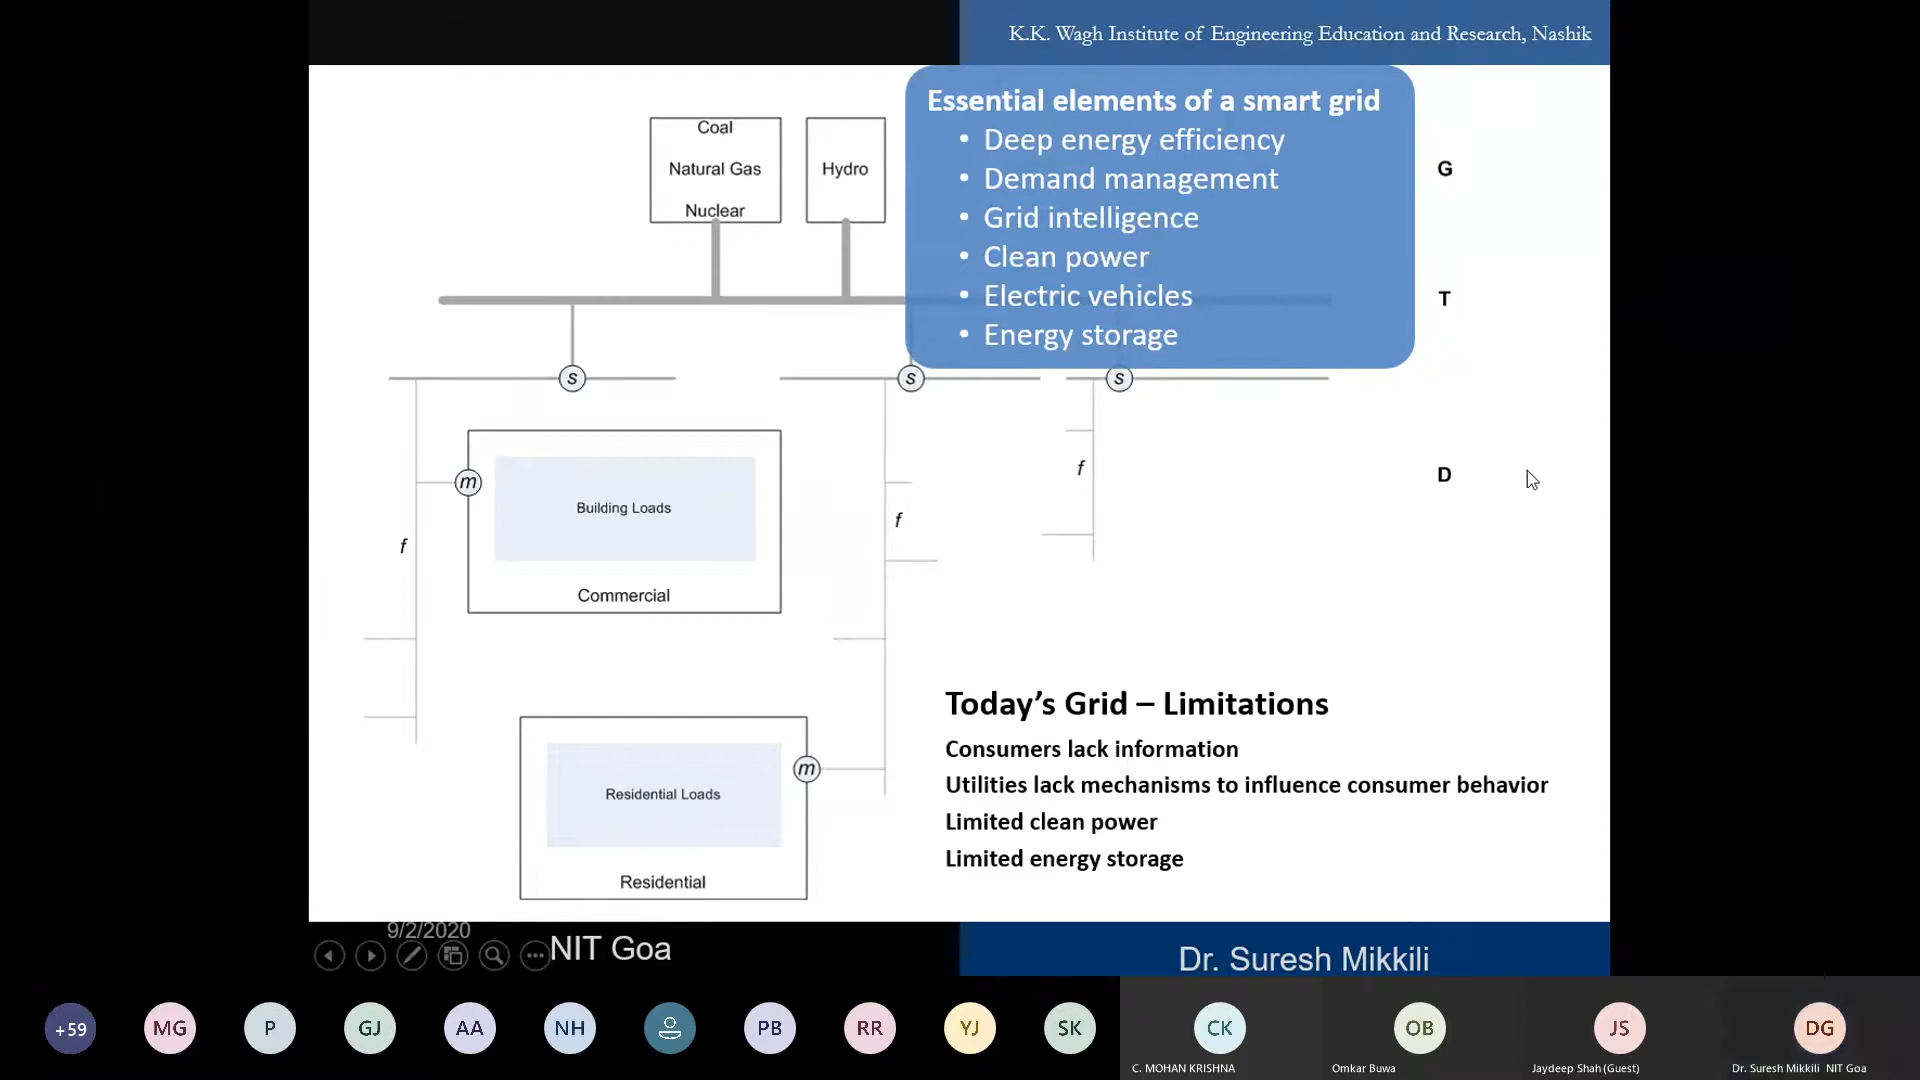 K.K. Wagh Institute of Engineering Education and Research, Nashik
Essential elements of a smart grid
• Deep energy efficiency
• Demand management
• Grid intelligence
• Clean power
• Electric vehicles
• Energy storage
Coal
Natural Gas
Nuclear
Hydro
G
T
s
s
s
m
Building Loads
Commercial
f
f
f
D
Residential Loads
m
Residential
Today's Grid – Limitations
Consumers lack information
Utilities lack mechanisms to influence consumer behavior
Limited clean power
Limited energy storage
9/2/2020
NIT Goa
Dr. Suresh Mikkili
+59
MG
P
GJ
AA
NH
PB
RR
YJ
SK
CK
OB
JS
DG
C. MOHAN KRISHNA
Omkar Buwa
Jaydeep Shah (Guest)
Dr. Suresh Mikkili NIT Goa